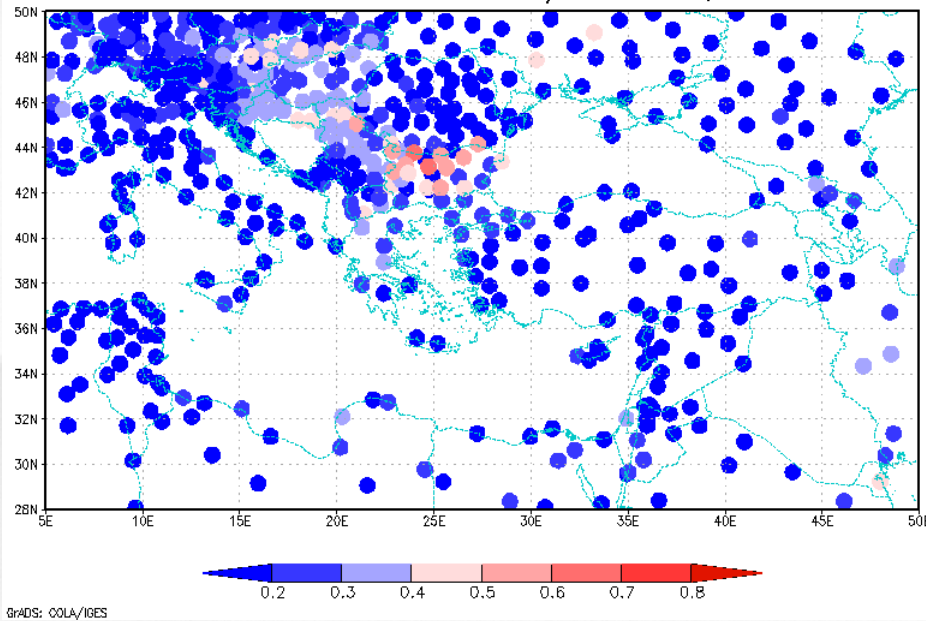 50N
48N
46N
44N
42N
40N
38N
36N
34N
32N
30N
28N
5E 10E 15E 20E 25E 30E 35E 40E 45E 50E
0.2 0.3 0.4 0.5 0.6 0.7 0.8
GrADS: COLA/IGES